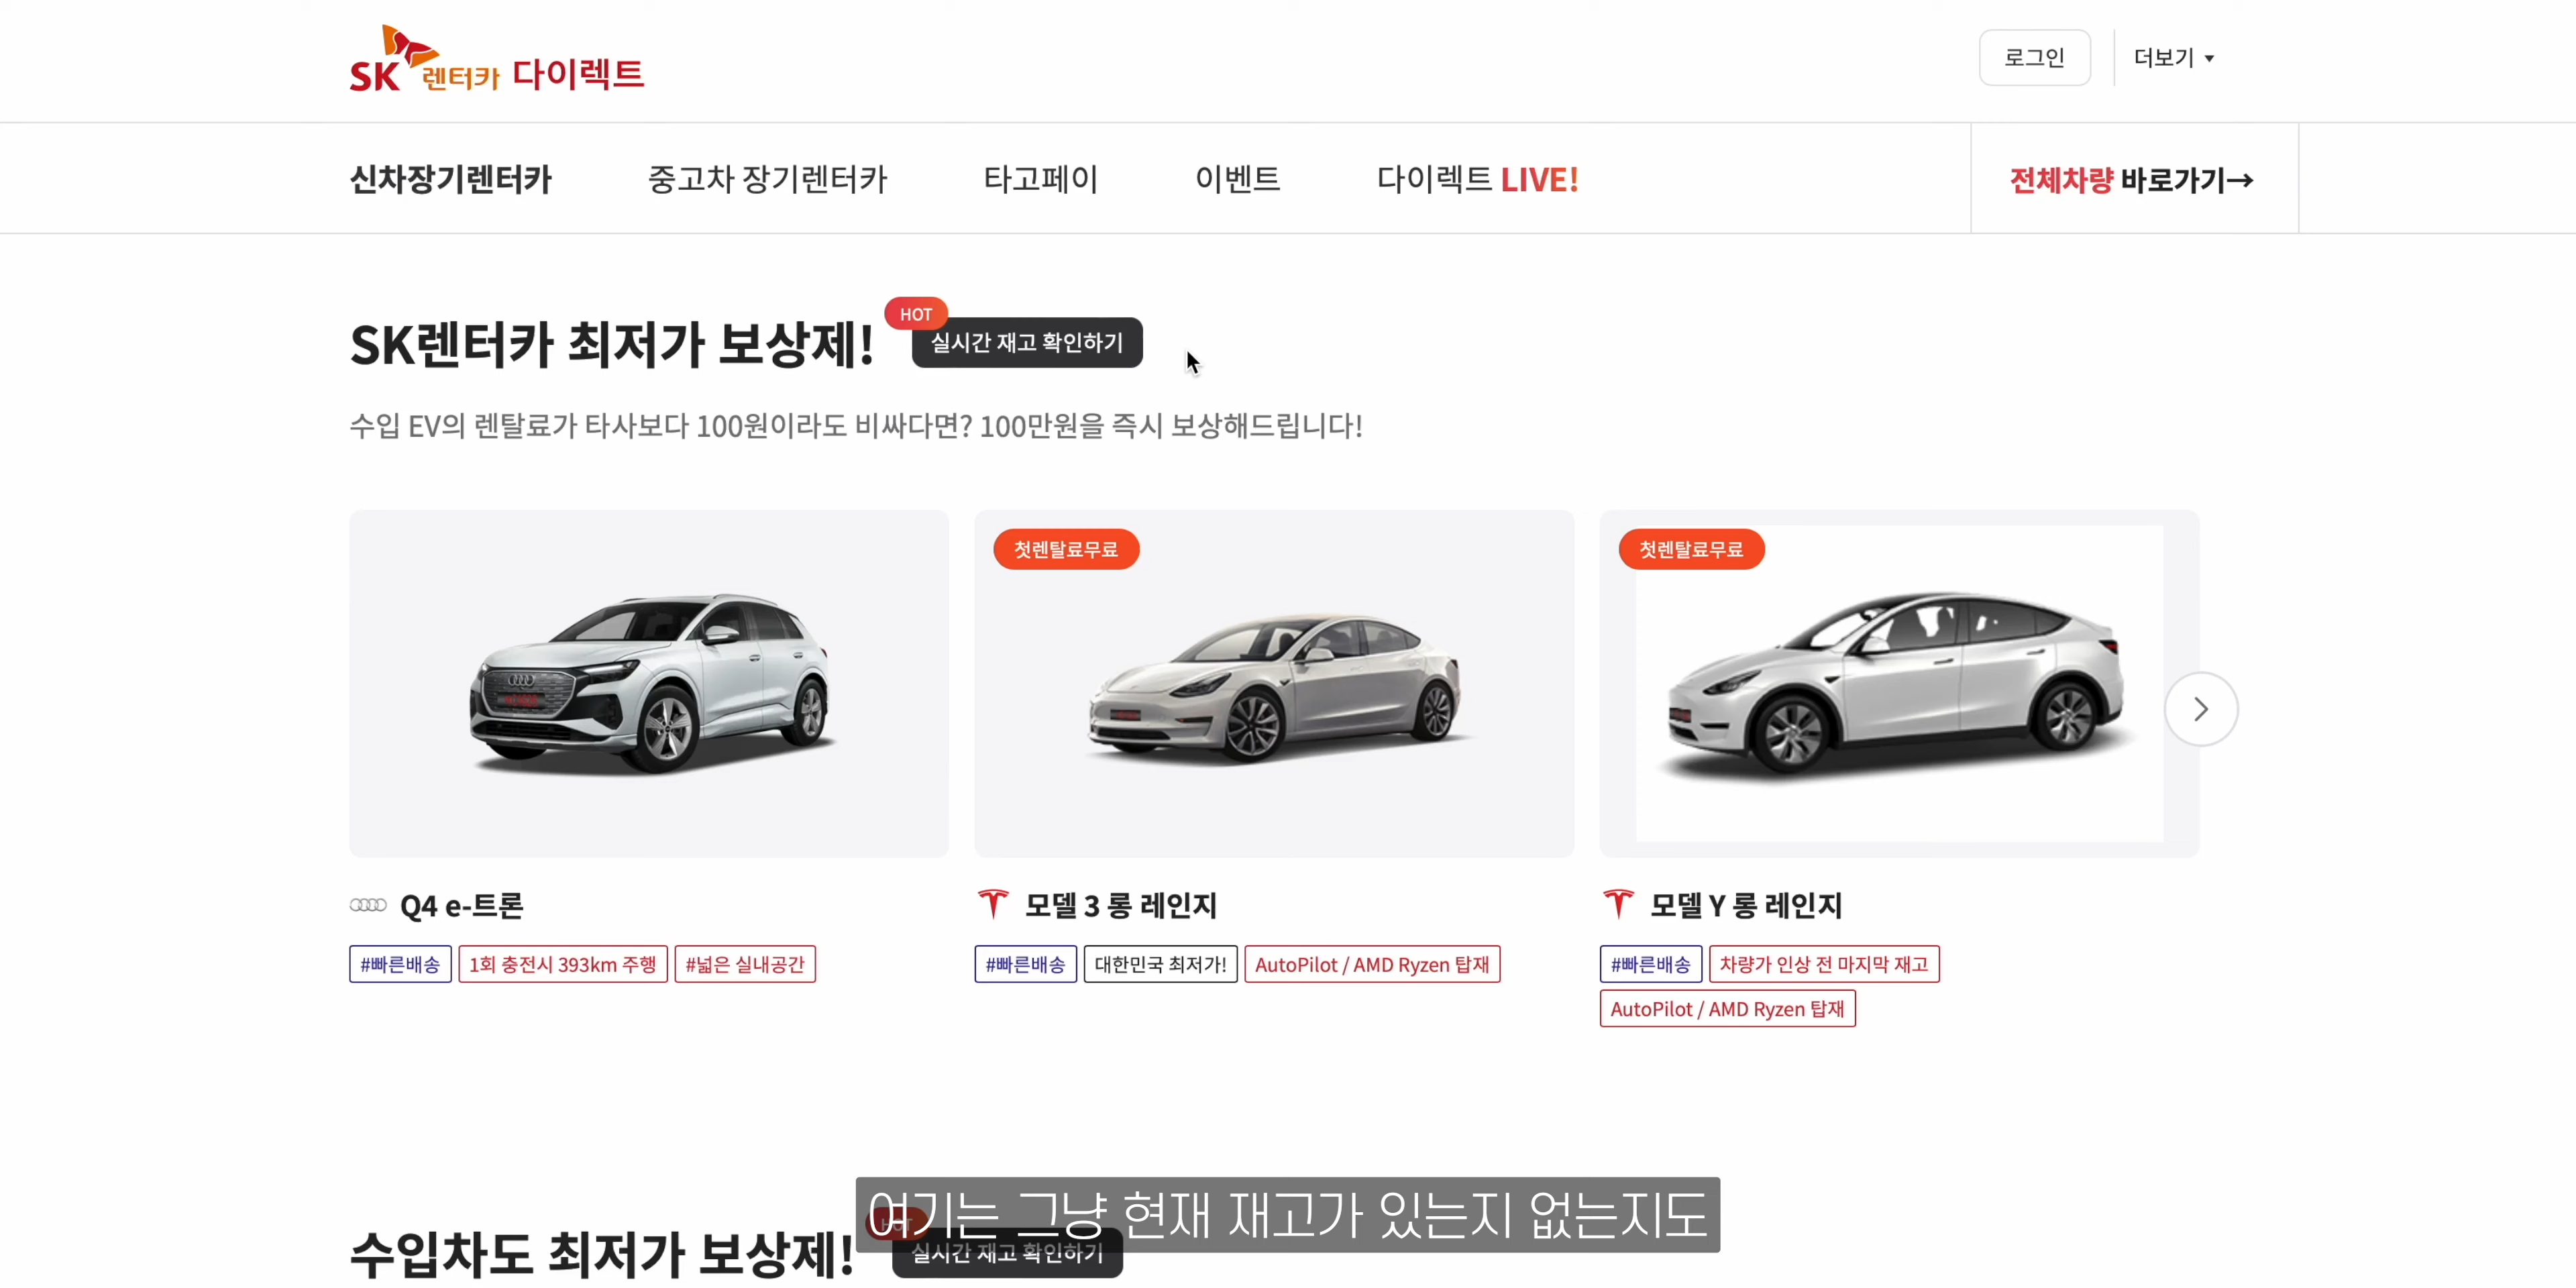 SK 렌터카 다이렉트
로그인
더보기
신차장기렌터카
중고차 장기렌터카
타고페이
이벤트
다이렉트 LIVE!
전체차량 바로가기→
SK렌터카 최저가 보상제!
HOT
실시간 재고 확인하기
수입 EV의 렌탈료가 타사보다 100원이라도 비싸다면? 100만원을 즉시 보상해드립니다!
첫렌탈료무료
첫렌탈료무료
Q4 e-트론
#빠른배송
1회 충전시 393km 주행
#넓은 실내공간
모델 3 롱 레인지
#빠른배송
대한민국 최저가!
AutoPilot / AMD Ryzen 탑재
모델 Y 롱 레인지
#빠른배송
차량가 인상 전 마지막 재고
AutoPilot / AMD Ryzen 탑재
여기는 그냥 현재 재고가 있는지 없는지도
수입차도 최저가 보상제!
HOT
실시간 재고 확인하기